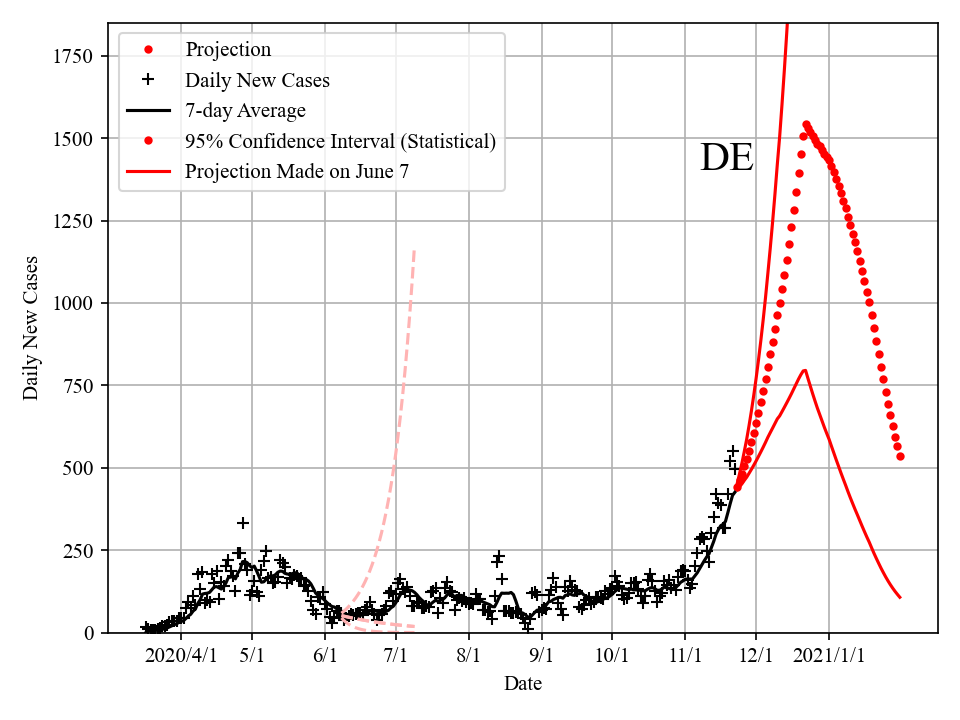 1750
1500
1250
1000
750
500
250
0
Daily New Cases
Projection
Daily New Cases
7-day Average
95% Confidence Interval (Statistical)
Projection Made on June 7
DE
2020/4/1 5/1 6/1 7/1 8/1 9/1 10/1 11/1 12/1 2021/1/1
Date